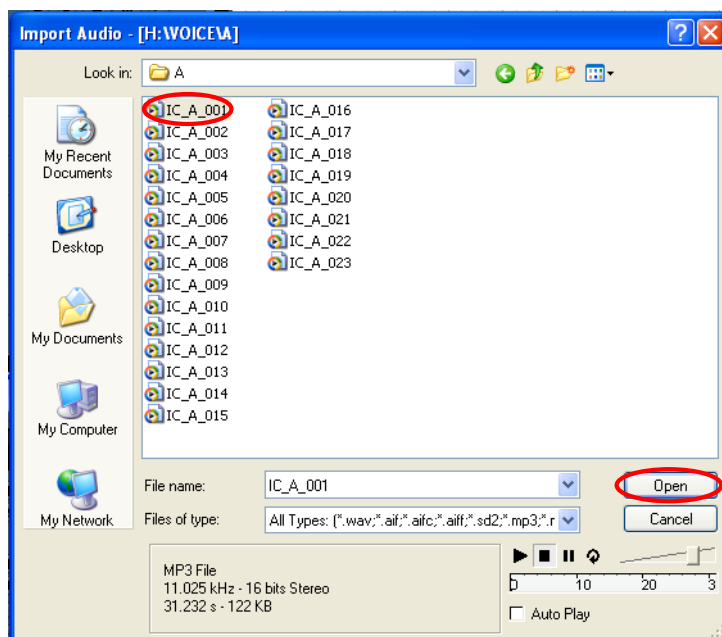 Import Audio - [H:\VOICE\A]
Look in:
A
My Recent
Documents
Desktop
My Documents
My Computer
My Network
IC_A_001
IC_A_002
IC_A_003
IC_A_004
IC_A_005
IC_A_006
IC_A_007
IC_A_008
IC_A_009
IC_A_010
IC_A_011
IC_A_012
IC_A_013
IC_A_014
IC_A_015
IC_A_016
IC_A_017
IC_A_018
IC_A_019
IC_A_020
IC_A_021
IC_A_022
IC_A_023
File name:
IC_A_001
Open
Files of type:
All Types: (*.wav;*.aif;*.aifc;*.aiff;*.sd2;*.mp3;*.r
Cancel
MP3 File
11.025 kHz - 16 bits Stereo
31.232 s - 122 KB
0 10 20 3
Auto Play